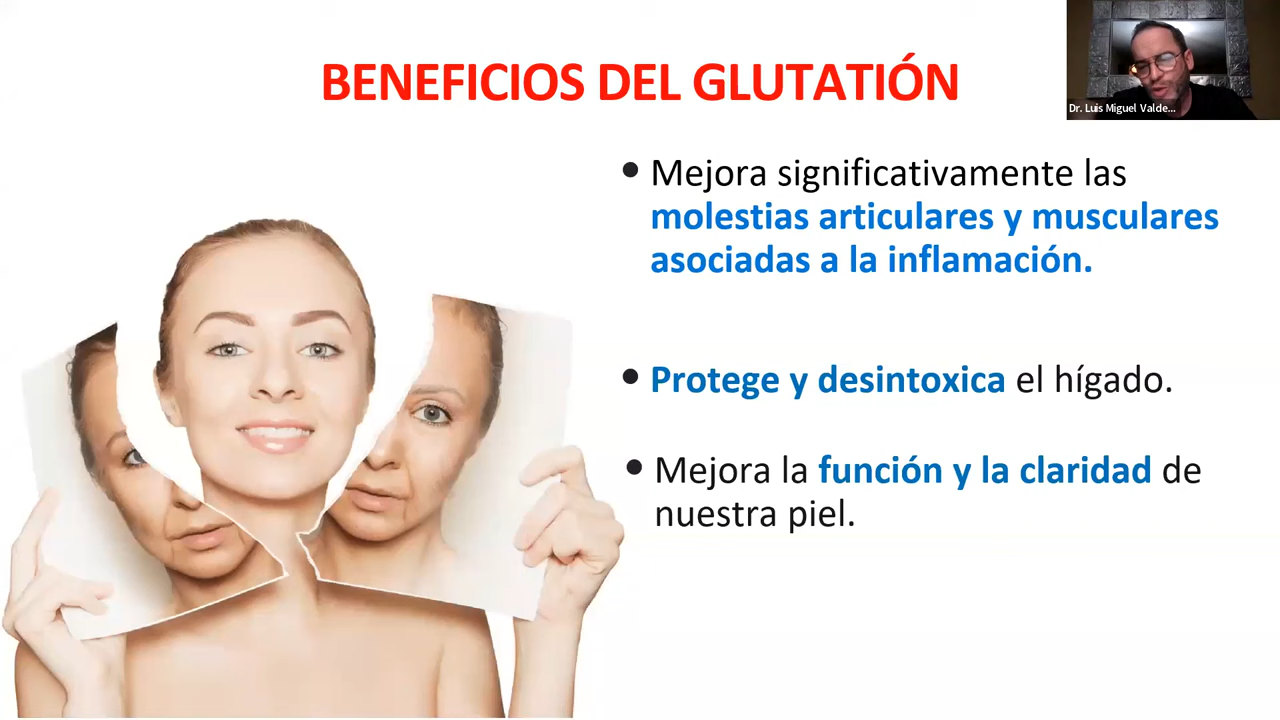 BENEFICIOS DEL GLUTATIÓN
Dr. Luis Miguel Valde...
• Mejora significativamente las
molestias articulares y musculares
asociadas a la inflamación.
• Protege y desintoxica el hígado.
• Mejora la función y la claridad de
nuestra piel.